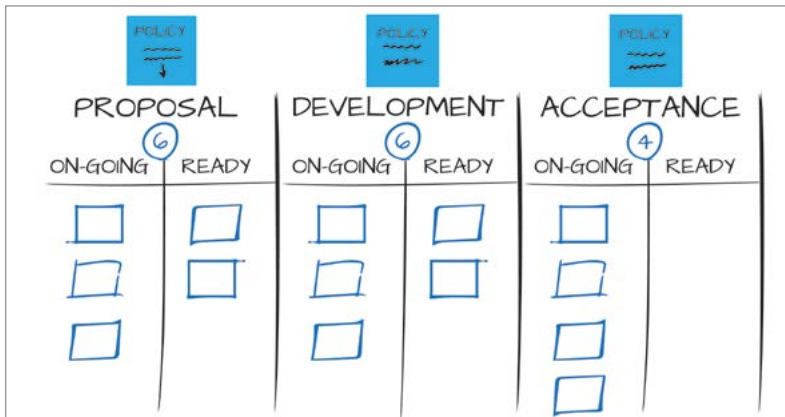 POLICY
POLICY
POLICY
PROPOSAL
DEVELOPMENT
ACCEPTANCE
6
6
4
ON-GOING
READY
ON-GOING
READY
ON-GOING
READY